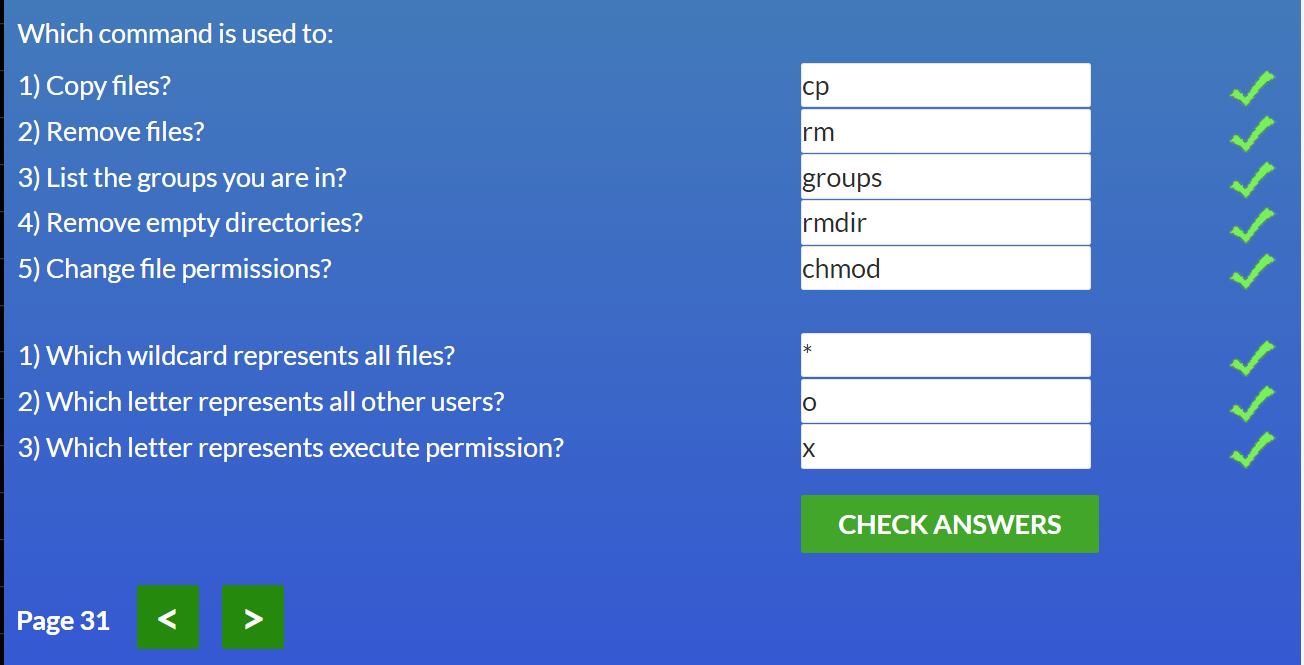 Which command is used to:
1) Copy files? cp
2) Remove files? rm
3) List the groups you are in? groups
4) Remove empty directories? rmdir
5) Change file permissions? chmod
1) Which wildcard represents all files? *
2) Which letter represents all other users? o
3) Which letter represents execute permission? x
CHECK ANSWERS
Page 31 < >